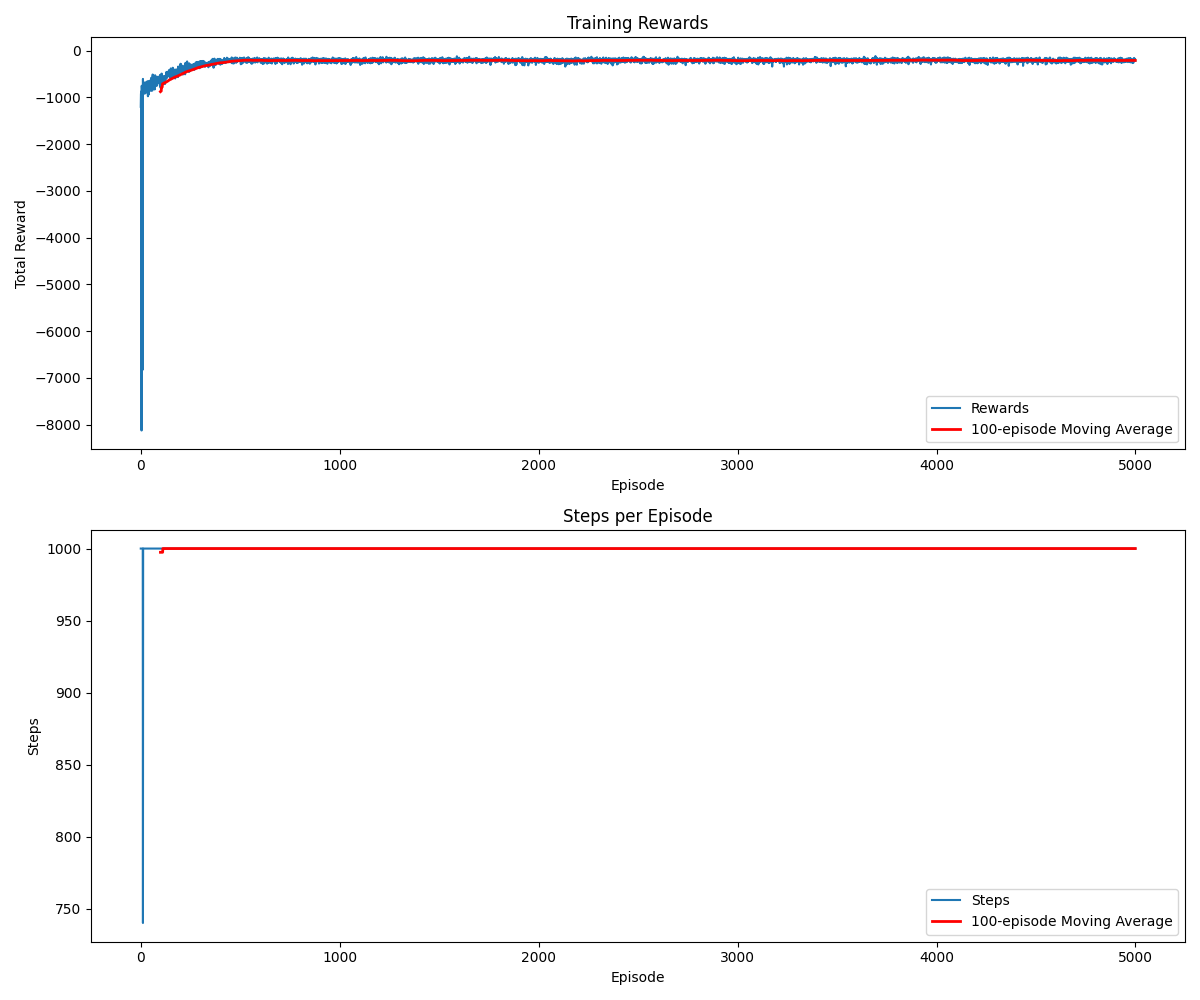 Training Rewards
0
−1000
−2000
−3000
−4000
−5000
−6000
−7000
−8000
Total Reward
Rewards
100-episode Moving Average
0 1000 2000 3000 4000 5000
Episode
Steps per Episode
1000
950
900
850
800
750
Steps
Steps
100-episode Moving Average
0 1000 2000 3000 4000 5000
Episode